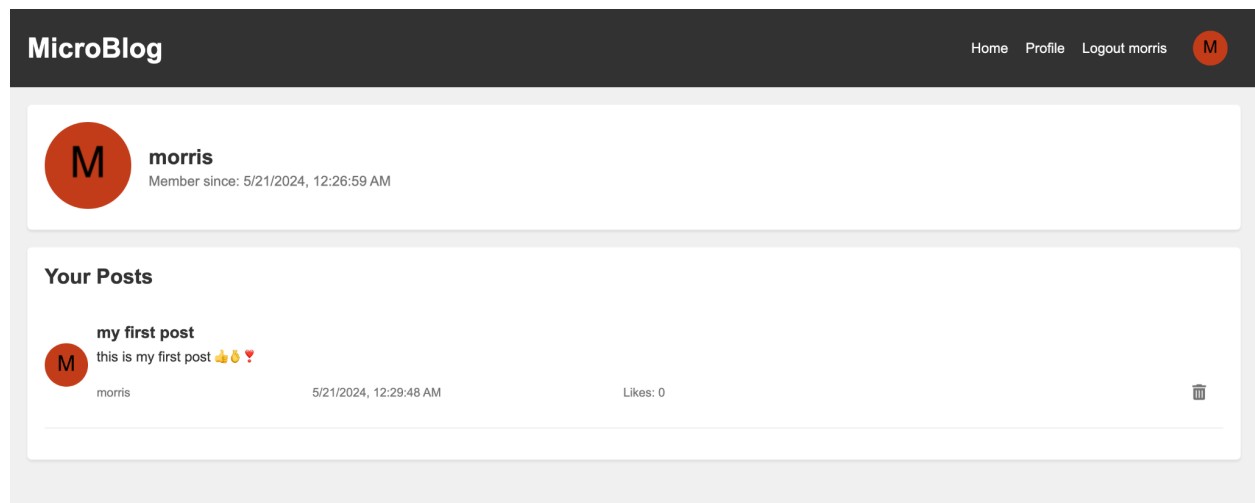 MicroBlog
Home Profile Logout morris M
M
morris
Member since: 5/21/2024, 12:26:59 AM
Your Posts
my first post
M
this is my first post 👍🫰❣️
morris 5/21/2024, 12:29:48 AM Likes: 0